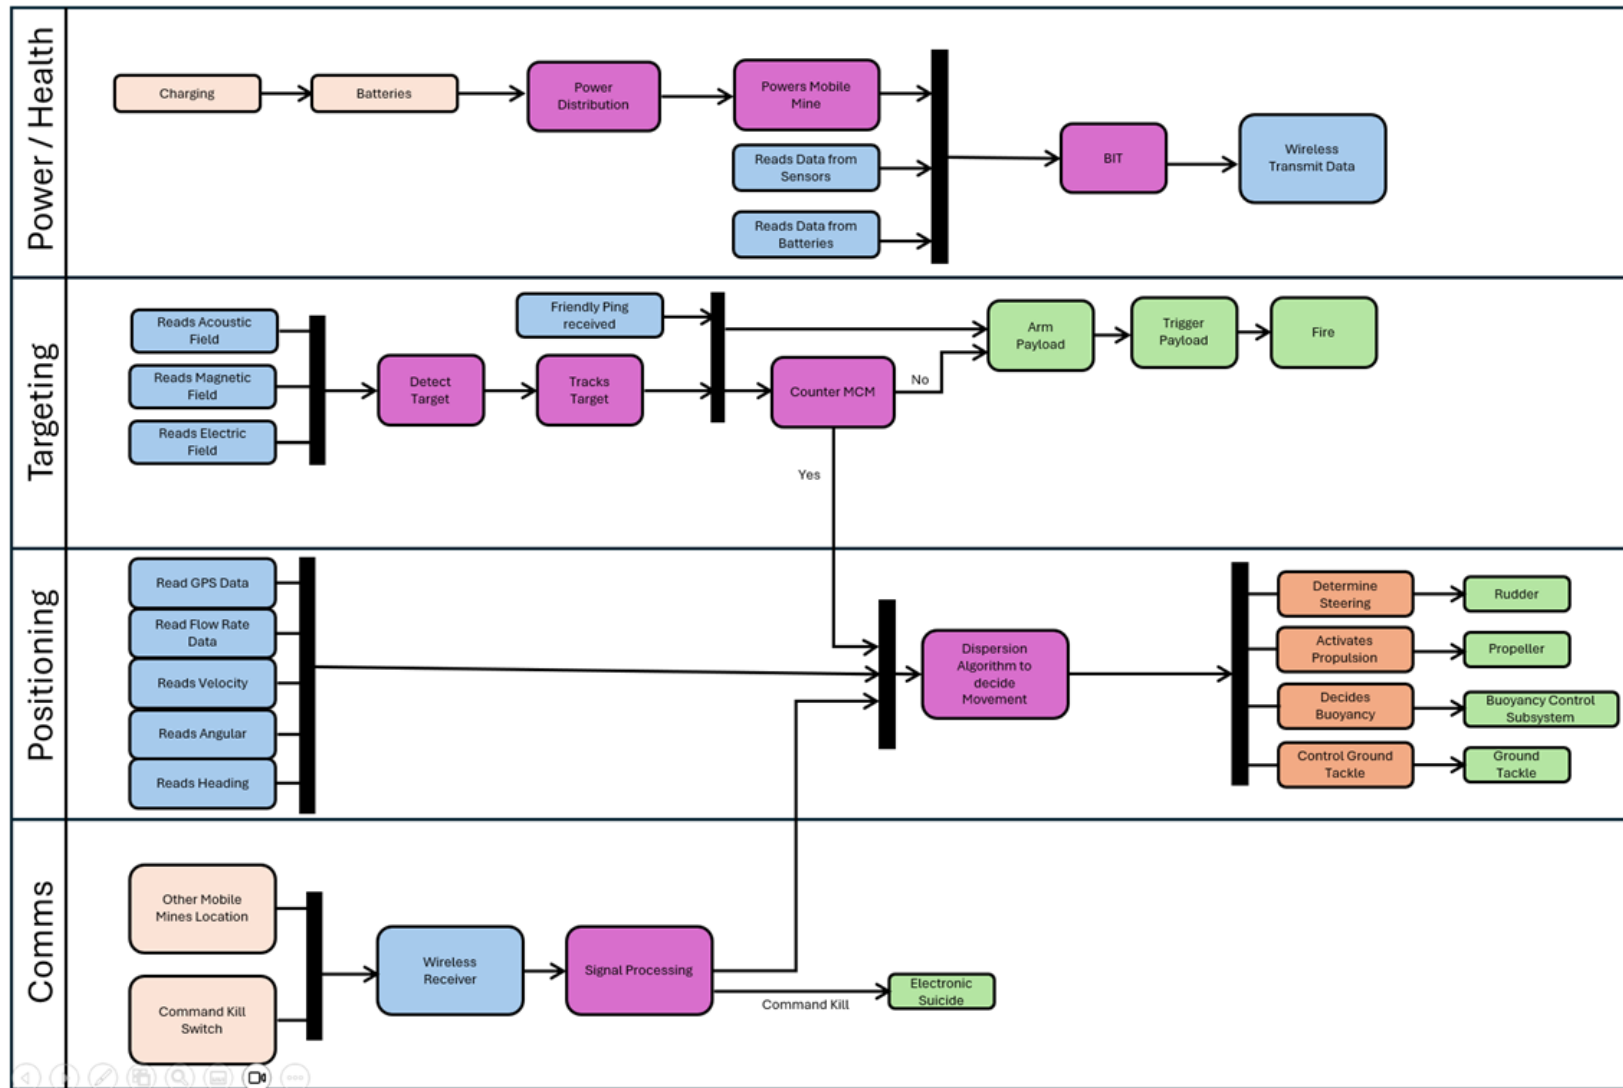 Power / Health
Charging
Batteries
Power
Distribution
Powers Mobile
Mine
Reads Data from
Sensors
Reads Data from
Batteries
BIT
Wireless
Transmit Data
Targeting
Reads Acoustic
Field
Reads Magnetic
Field
Reads Electric
Field
Detect
Target
Tracks
Target
Friendly Ping
received
Counter MCM
No
Yes
Arm
Payload
Trigger
Payload
Fire
Positioning
Read GPS Data
Read Flow Rate
Data
Reads Velocity
Reads Angular
Reads Heading
Dispersion
Algorithm to
decide
Movement
Determine
Steering
Rudder
Activates
Propulsion
Propeller
Decides
Buoyancy
Buoyancy Control
Subsystem
Control Ground
Tackle
Ground
Tackle
Comms
Other Mobile
Mines Location
Command Kill
Switch
Wireless
Receiver
Signal Processing
Command Kill
Electronic
Suicide